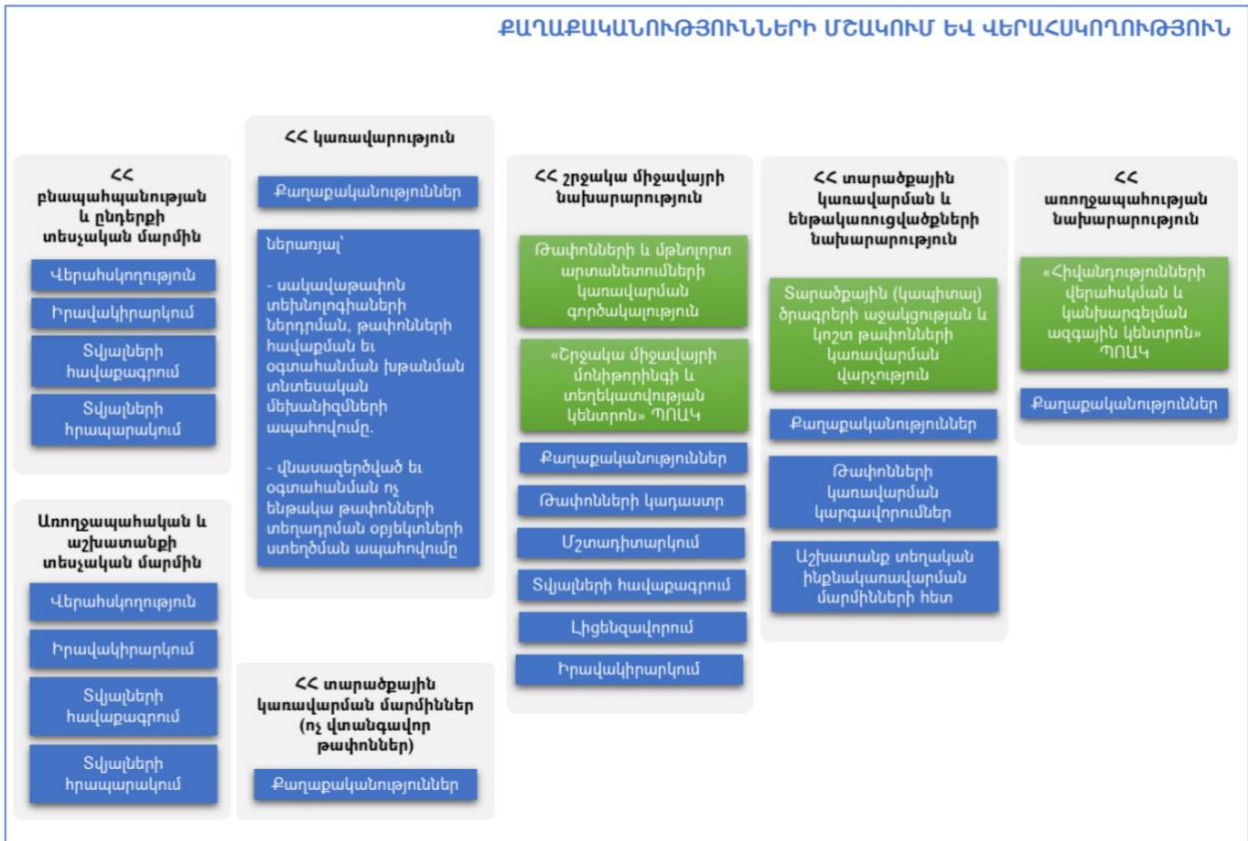 ՔԱՂԱՔԱԿԱՆՈՒԹՅՈՒՆՆԵՐԻ ՄՇԱԿՈՒՄ ԵՎ ՎԵՐԱՀՍԿՈՂՈՒԹՅՈՒՆ
ՀՀ
բնապահպանության
և ընդերքի
տեսչական մարմին
Վերահսկողություն
Իրավակիրարկում
Տվյալների
հավաքագրում
Տվյալների
հրապարակում
Առողջապահական և
աշխատանքի
տեսչական մարմին
Վերահսկողություն
Իրավակիրարկում
Տվյալների
հավաքագրում
Տվյալների
հրապարակում
ՀՀ կառավարություն
Քաղաքականություններ
Ներառյալ՝
- սակավաթափոն
տեխնոլոգիաների
ներդրման, թափոնների
հավաքման եւ
օգտահանման խթանման
տնտեսական
մեխանիզմների
ապահովումը.
- վնասազերծված եւ
օգտահանման ոչ
ենթակա թափոնների
տեղադրման օբյեկտների
ստեղծման ապահովումը
ՀՀ տարածքային
կառավարման մարմիններ
(ոչ վտանգավոր
թափոններ)
Քաղաքականություններ
ՀՀ շրջակա միջավայրի
նախարարություն
Թափոնների և մթնոլորտ
արտանետումների
կառավարման
գործակալություն
«Շրջակա միջավայրի
մոնիթորինգի և
տեղեկատվության
կենտրոն» ՊՈԱԿ
Քաղաքականություններ
Թափոնների կադաստր
Մշտադիտարկում
Տվյալների հավաքագրում
Լիցենզավորում
Իրավակիրարկում
ՀՀ տարածքային
կառավարման և
ենթակառուցվածքների
նախարարություն
Տարածքային (կապիտալ)
ծրագրերի աջակցության և
կոշտ թափոնների
կառավարման
վարչություն
Քաղաքականություններ
Թափոնների
կառավարման
կարգավորումներ
Աշխատանք տեղական
ինքնակառավարման
մարմինների հետ
ՀՀ
առողջապահության
նախարարություն
«Հիվանդությունների
վերահսկման և
կանխարգելման
ազգային կենտրոն»
ՊՈԱԿ
Քաղաքականություններ